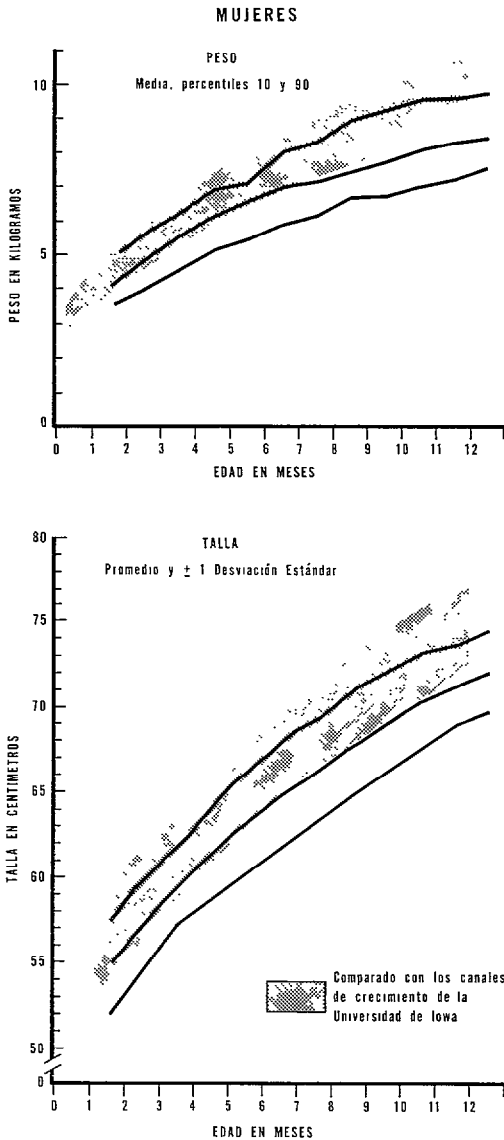 MUJERES
PESO
Media, percentiles 10 y 90
PESO EN KILOGRAMOS
10
5
0
0 1 2 3 4 5 6 7 8 9 10 11 12
EDAD EN MESES
TALLA
Promedio y ± 1 Desviación Estándar
TALLA EN CENTIMETROS
80
75
70
65
60
55
50
0
Comparado con los canales
de crecimiento de la
Universidad de Iowa
0 1 2 3 4 5 6 7 8 9 10 11 12
EDAD EN MESES